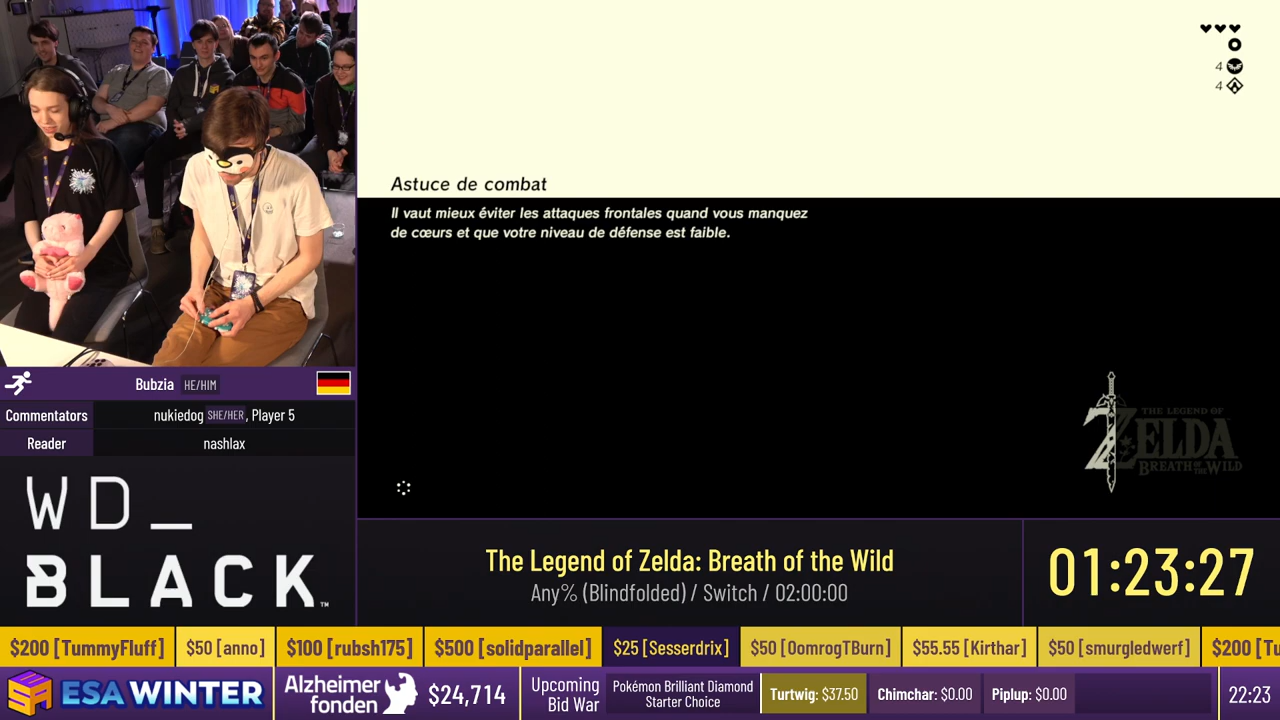 4
4
Astuce de combat
Il vaut mieux éviter les attaques frontales quand vous manquez
de cœurs et que votre niveau de défense est faible.
THE LEGEND OF
ZELDA
BREATH OF THE WILD
Bubzia HE/HIM
Commentators nukiedog SHE/HER, Player 5
Reader nashlax
WD_
BLACK™
The Legend of Zelda: Breath of the Wild
Any% (Blindfolded) / Switch / 02:00:00
01:23:27
$200 [TummyFluff] $50 [anno] $100 [rubsh175] $500 [solidparallel] $25 [Sesserdrix] $50 [OomrogTBurn] $55.55 [Kirthar] $50 [smurgledwerf] $200 [Tu
ESA WINTER
Alzheimer
fonden
$24,714
Upcoming
Bid War
Pokémon Brilliant Diamond
Starter Choice
Turtwig: $37.50 Chimchar: $0.00 Piplup: $0.00
22:23